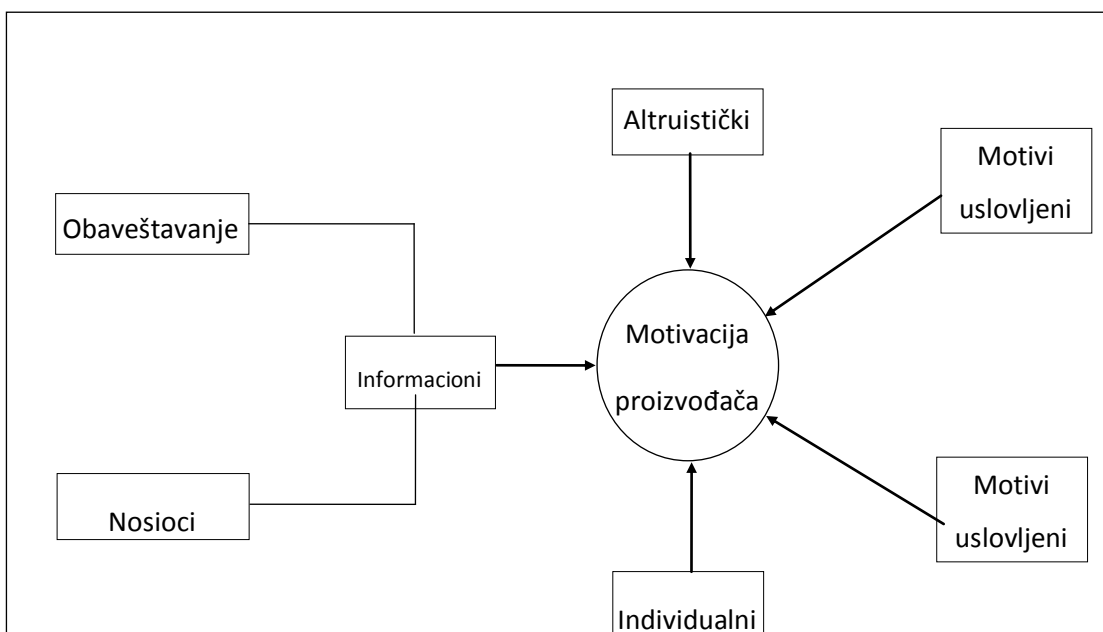 Altruistički
Motivi
uslovljeni
Obaveštavanje
Motivacija
proizvođača
Informacioni
Nosioci
Motivi
uslovljeni
Individualni